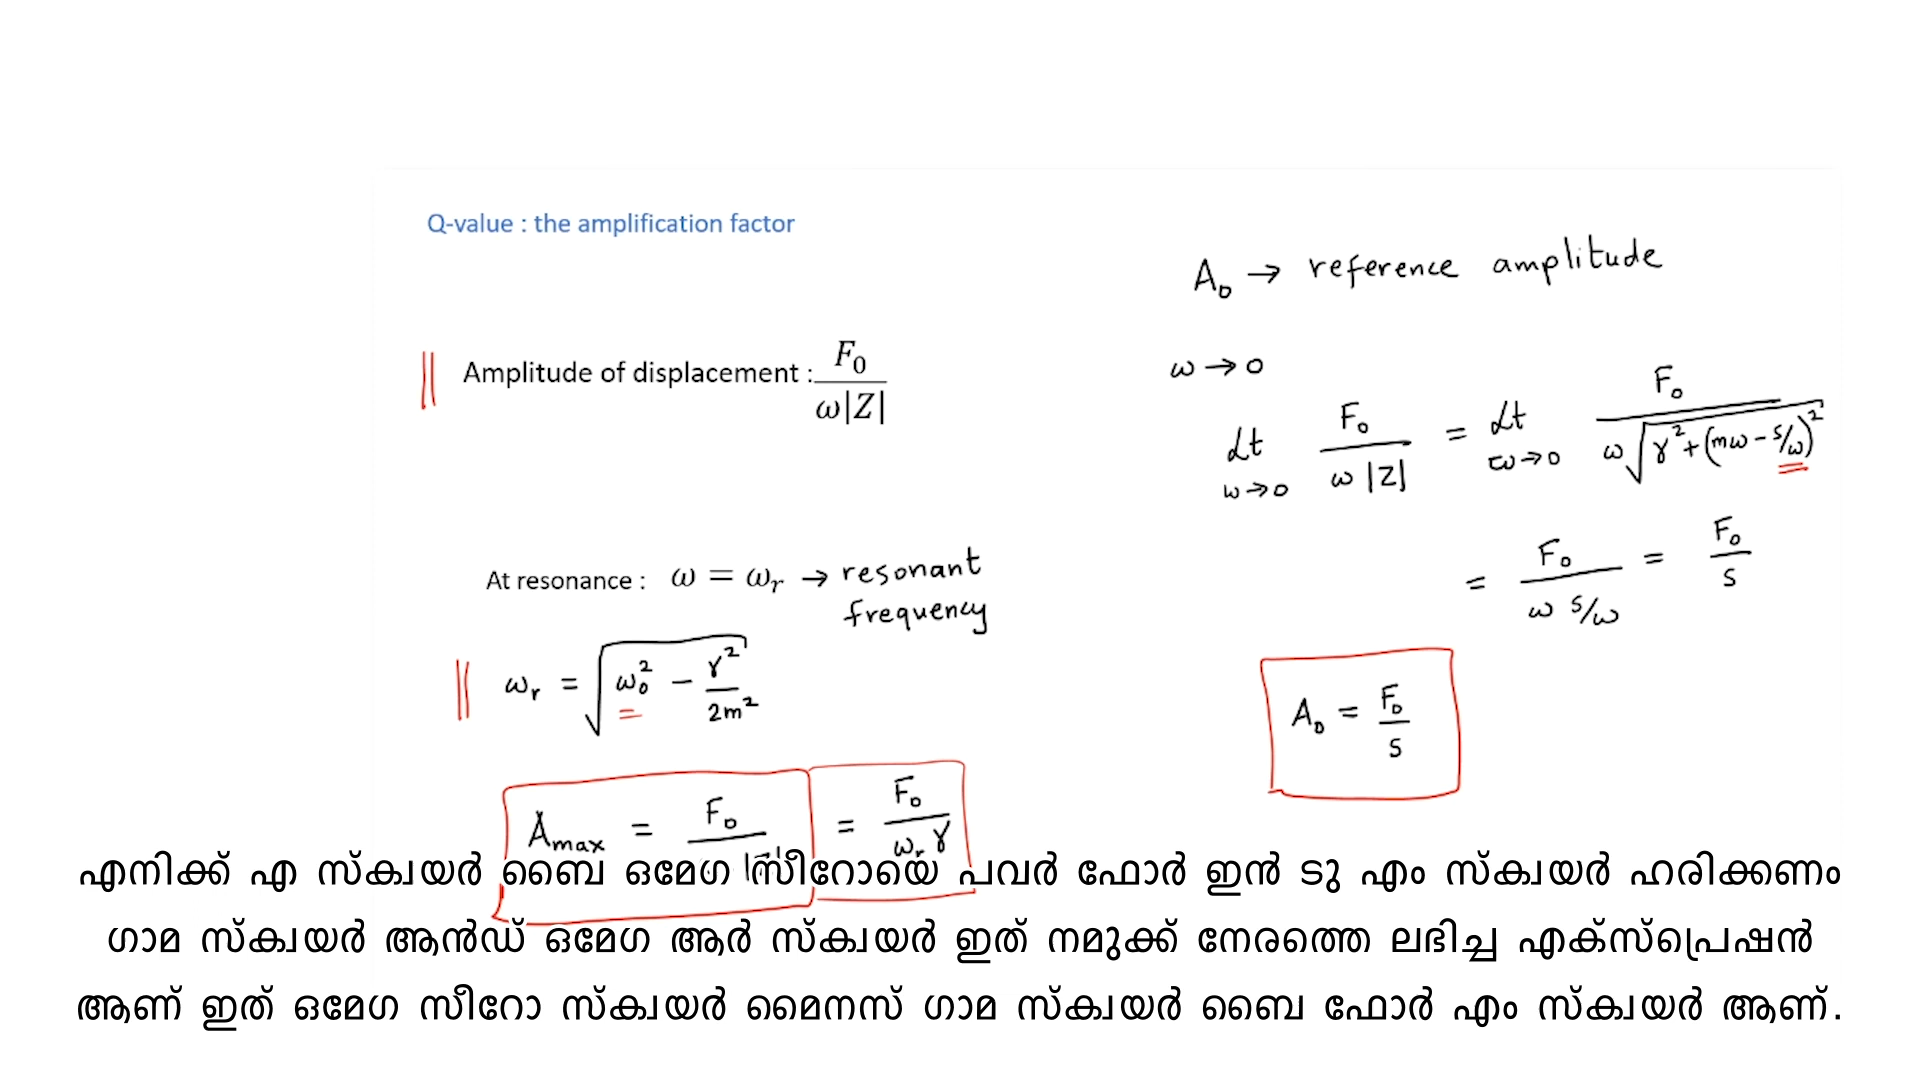 Q-value : the amplification factor
A₀ → reference amplitude
Amplitude of displacement : F₀ / ω|Z|
ω → 0
Lt ω→0 F₀ / ω |Z| = Lt ω→0 F₀ / ω √(γ² + (mω - s/ω)²)
= F₀ / ω s/ω = F₀ / s
At resonance : ω = ωᵣ → resonant
frequency
ωᵣ = √(ω₀² - γ² / 2m²)
A₀ = F₀ / s
Amax = F₀ = F₀ / ωᵣ γ
എനിക്ക് എ സ്ക്വയർ ബൈ ഒമേഗ സീറോയെ പവർ ഫോർ ഇൻ ടു എം സ്ക്വയർ ഹരിക്കണം
ഗാമ സ്ക്വയർ ആൻഡ് ഒമേഗ ആർ സ്ക്വയർ ഇത് നമുക്ക് നേരത്തെ ലഭിച്ച എക്സ്പ്രെഷൻ
ആണ് ഇത് ഒമേഗ സീറോ സ്ക്വയർ മൈനസ് ഗാമ സ്ക്വയർ ബൈ ഫോർ എം സ്ക്വയർ ആണ്.